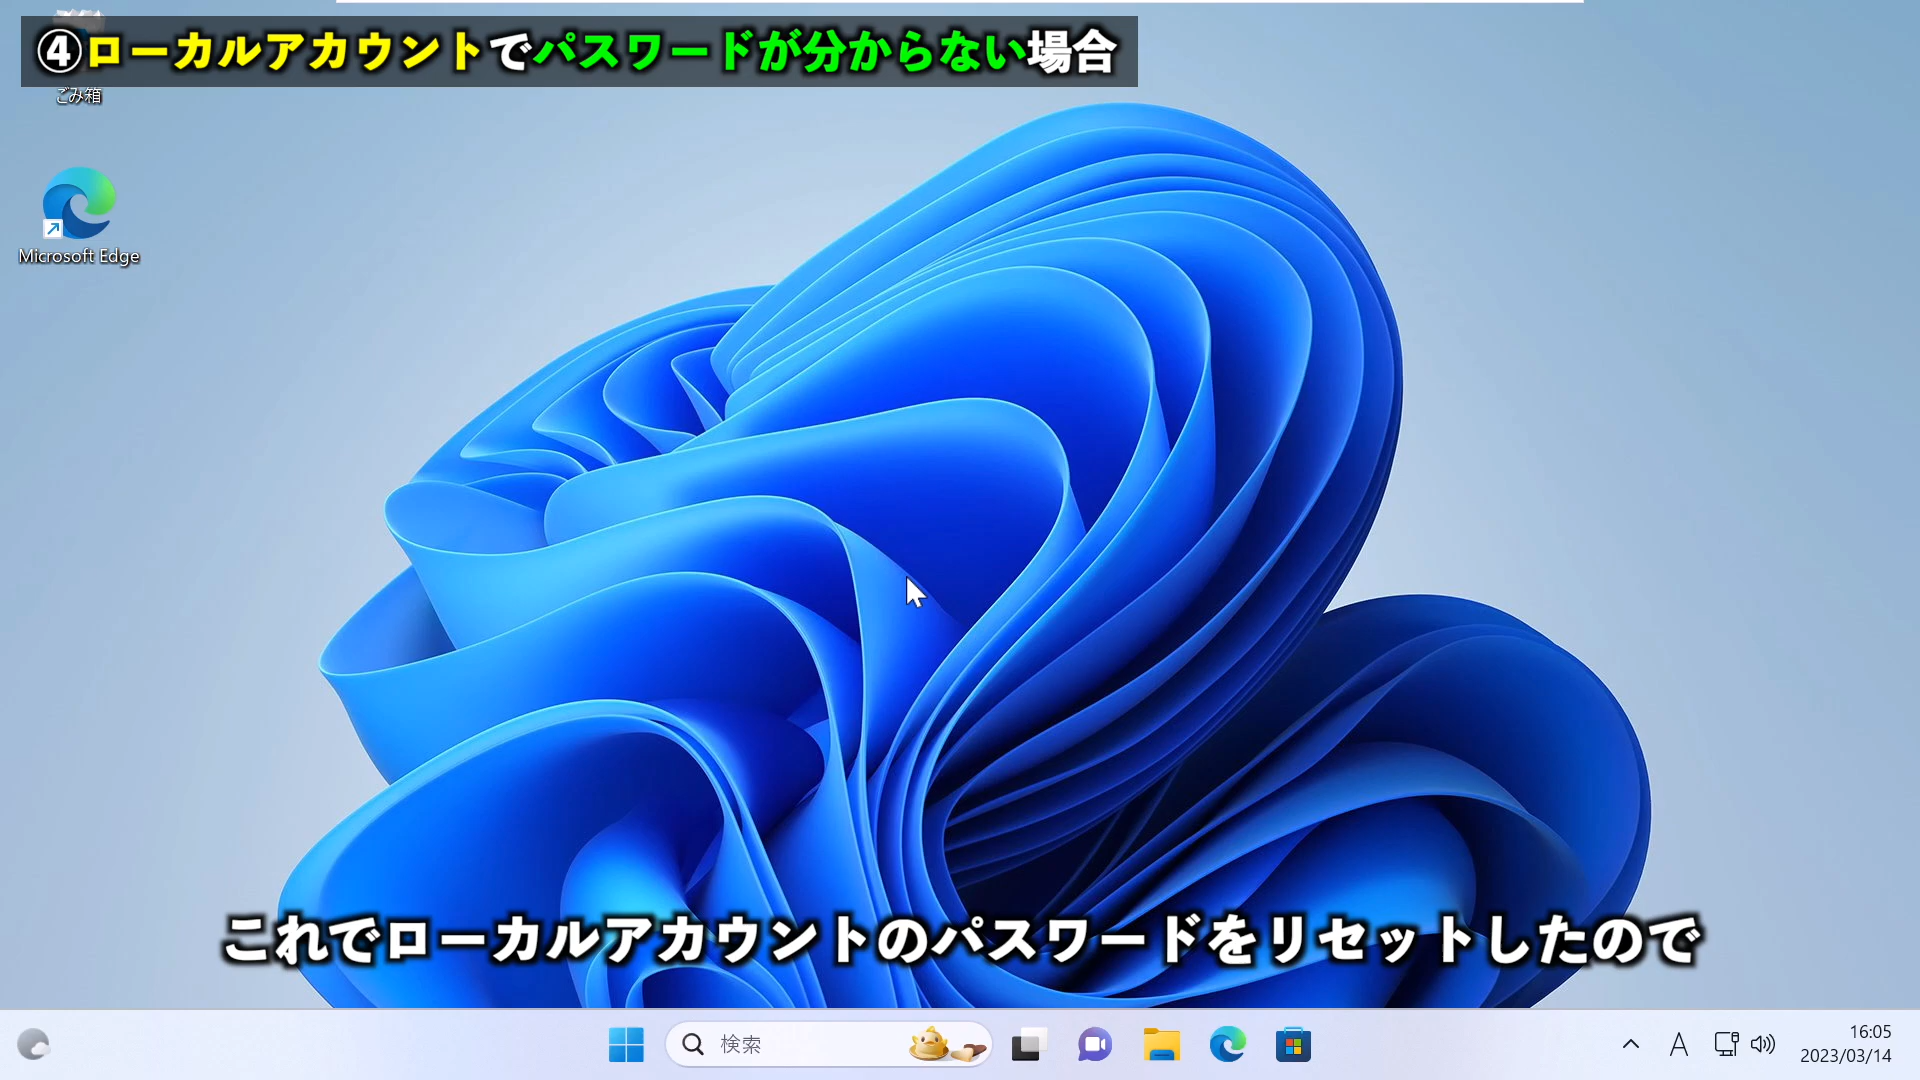 ④ローカルアカウントでパスワードが分からない場合
ごみ箱
Microsoft Edge
これでローカルアカウントのパスワードをリセットしたので
検索
A
16:05
2023/03/14